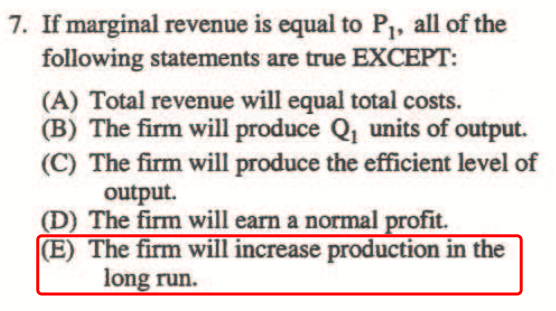 7. If marginal revenue is equal to P₁, all of the
following statements are true EXCEPT:
(A) Total revenue will equal total costs.
(B) The firm will produce Q₁ units of output.
(C) The firm will produce the efficient level of
output.
(D) The firm will earn a normal profit.
(E) The firm will increase production in the
long run.